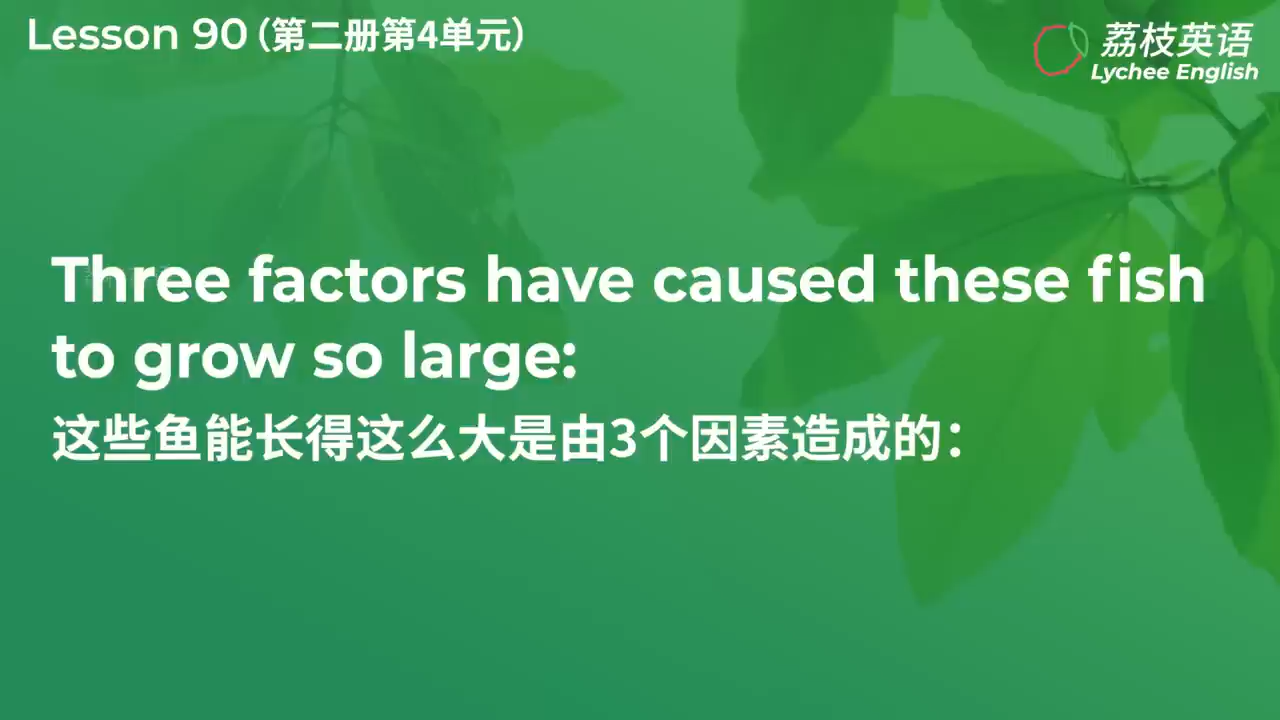 Lesson 90（第二册第4单元）
荔枝英语
Lychee English
Three factors have caused these fish
to grow so large:
这些鱼能长得这么大是由3个因素造成的：